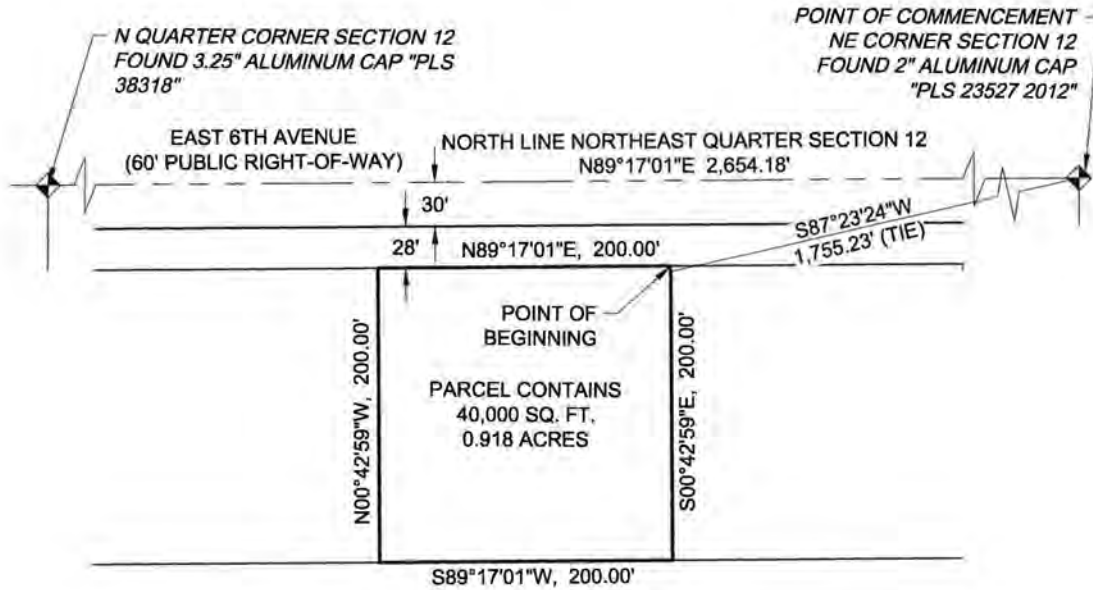 N QUARTER CORNER SECTION 12
FOUND 3.25" ALUMINUM CAP "PLS
38318"
POINT OF COMMENCEMENT
NE CORNER SECTION 12
FOUND 2" ALUMINUM CAP
"PLS 23527 2012"
EAST 6TH AVENUE
(60' PUBLIC RIGHT-OF-WAY)
NORTH LINE NORTHEAST QUARTER SECTION 12
N89°17'01"E 2,654.18'
30'
28'
N89°17'01"E, 200.00'
S87°23'24"W
1,755.23' (TIE)
POINT OF
BEGINNING
N00°42'59"W, 200.00'
PARCEL CONTAINS
40,000 SQ. FT.
0.918 ACRES
S00°42'59"E, 200.00'
S89°17'01"W, 200.00'